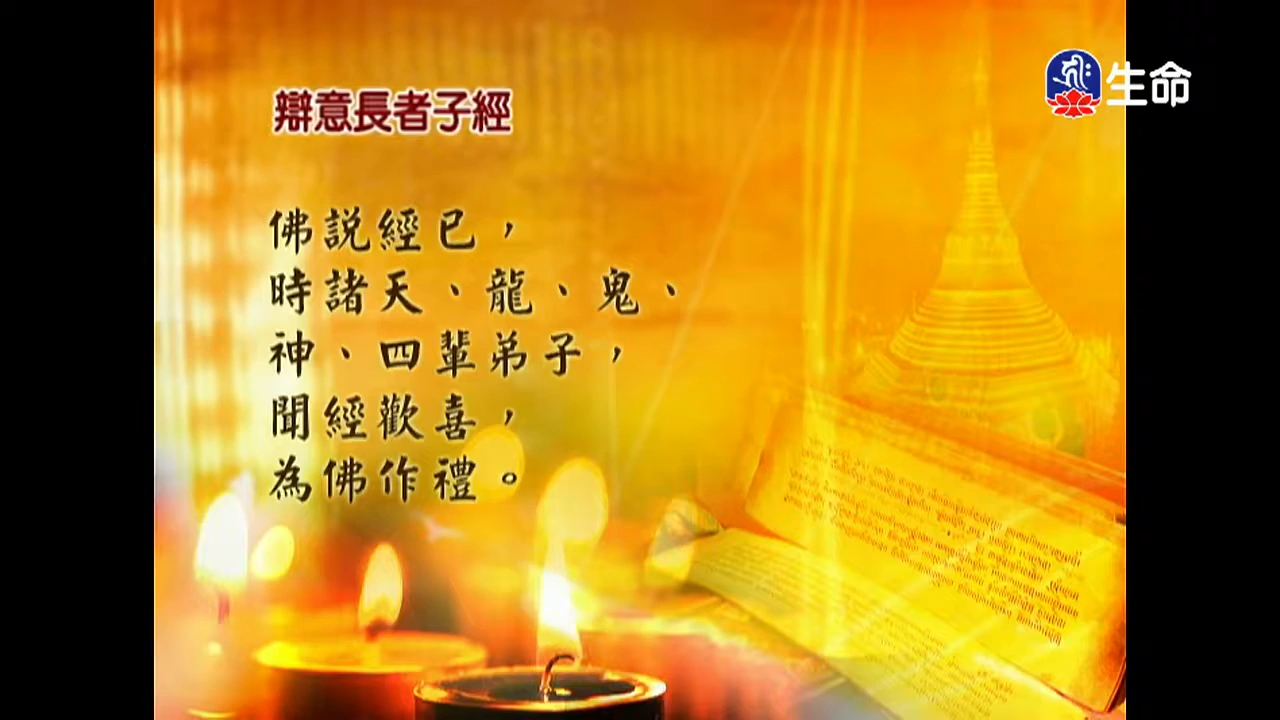 辯意長者子經
生命
佛說經已，
時諸天、龍、鬼、
神、四輩弟子，
聞經歡喜，
為佛作禮。